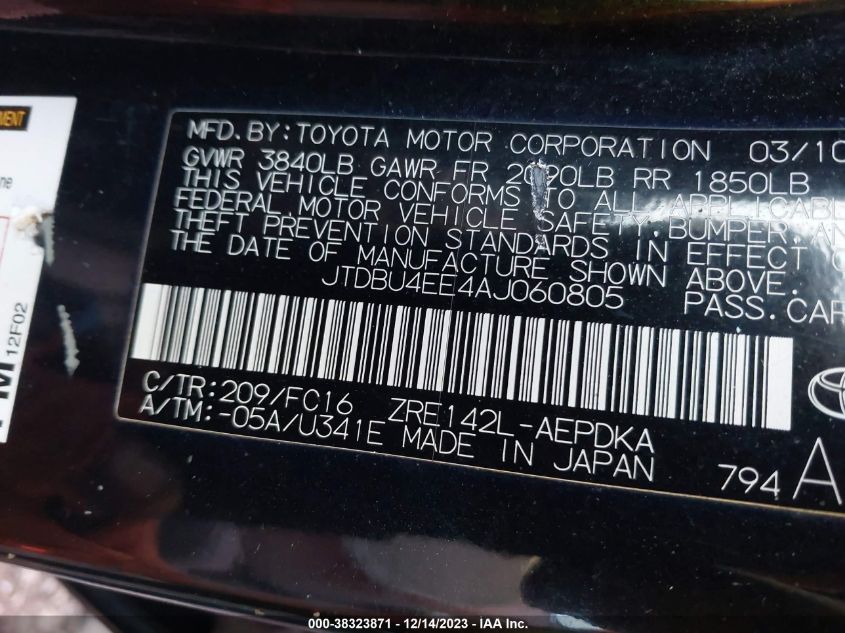 MENT
ne
12F02
MFD.BY:TOYOTA MOTOR CORPORATION 03/10
GVWR 3840LB GAWR FR LB RR 1850LB
THIS VEHICLE CONFORMS TO ALL APPLICABL
FEDERAL MOTOR VEHICLE SAFETY,BUMPER,AN
THEFT PREVENTION STANDARDS IN EFFECT O
THE DATE OF MANUFACTURE SHOWN ABOVE.
JTDBU4EE4AJ060805 PASS.CAR
C/TR:209/FC16 ZRE142L-AEPDKA
A/TM:-05A/U341E MADE IN JAPAN
794 A
000-38323871 - 12/14/2023 - IAA Inc.